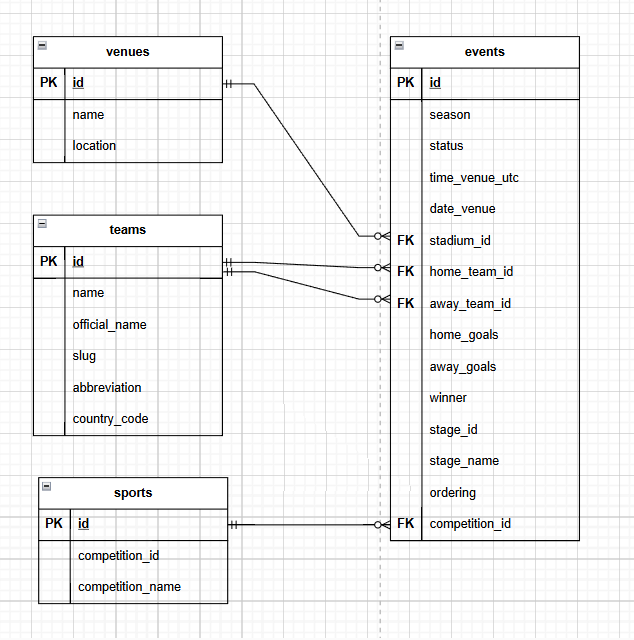 venues
PK id
name
location
teams
PK id
name
official_name
slug
abbreviation
country_code
sports
PK id
competition_id
competition_name
events
PK id
season
status
time_venue_utc
date_venue
FK stadium_id
FK home_team_id
FK away_team_id
home_goals
away_goals
winner
stage_id
stage_name
ordering
FK competition_id